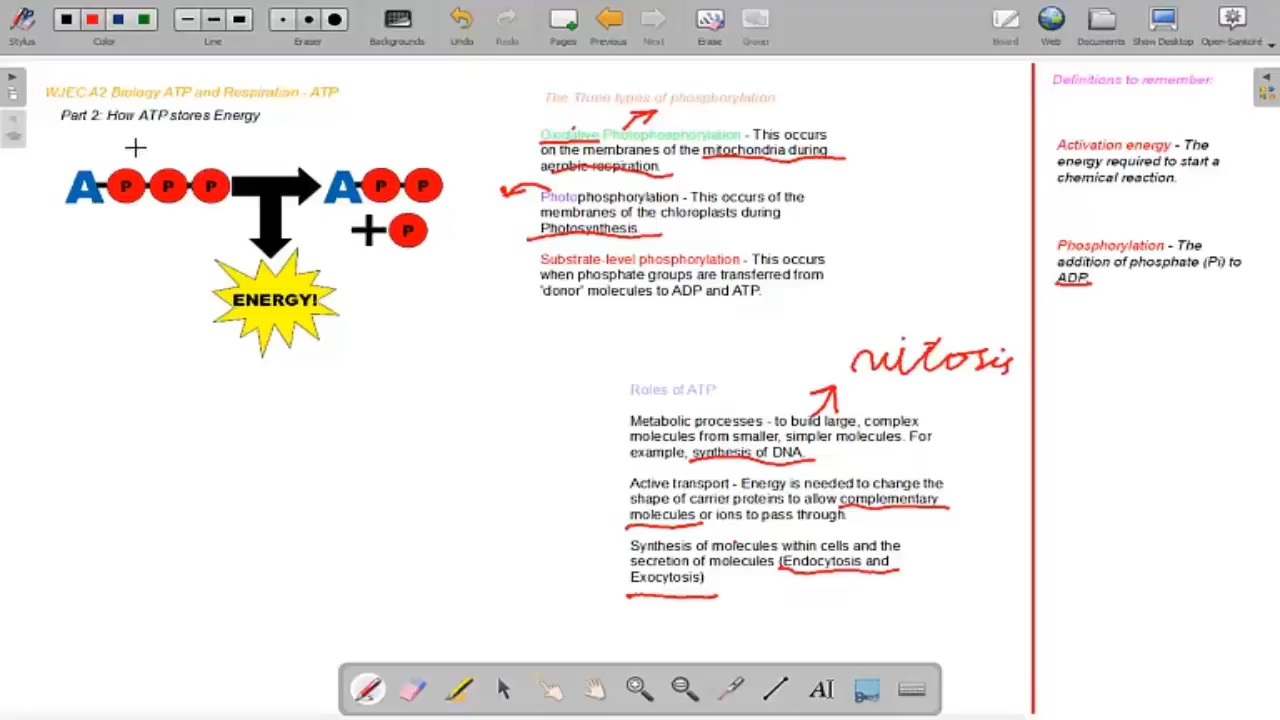 Stylus
Color
Line
Eraser
Backgrounds
Undo
Redo
Pages
Previous
Next
Erase
Group
Board
Web
Documents
Show Desktop
Open-Sankoré
WJEC A2 Biology ATP and Respiration - ATP
Part 2: How ATP stores Energy
A P P P
A P P
+ P
ENERGY!
The Three types of phosphorylation
Oxidative Photophosphorylation - This occurs
on the membranes of the mitochondria during
aerobic respiration.
Photophosphorylation - This occurs of the
membranes of the chloroplasts during
Photosynthesis.
Substrate-level phosphorylation - This occurs
when phosphate groups are transferred from
'donor' molecules to ADP and ATP.
mitosis
Roles of ATP:
Metabolic processes - to build large, complex
molecules from smaller, simpler molecules. For
example, synthesis of DNA.
Active transport - Energy is needed to change the
shape of carrier proteins to allow complementary
molecules or ions to pass through.
Synthesis of molecules within cells and the
secretion of molecules (Endocytosis and
Exocytosis)
Definitions to remember:
Activation energy - The
energy required to start a
chemical reaction.
Phosphorylation - The
addition of phosphate (Pi) to
ADP.
AI